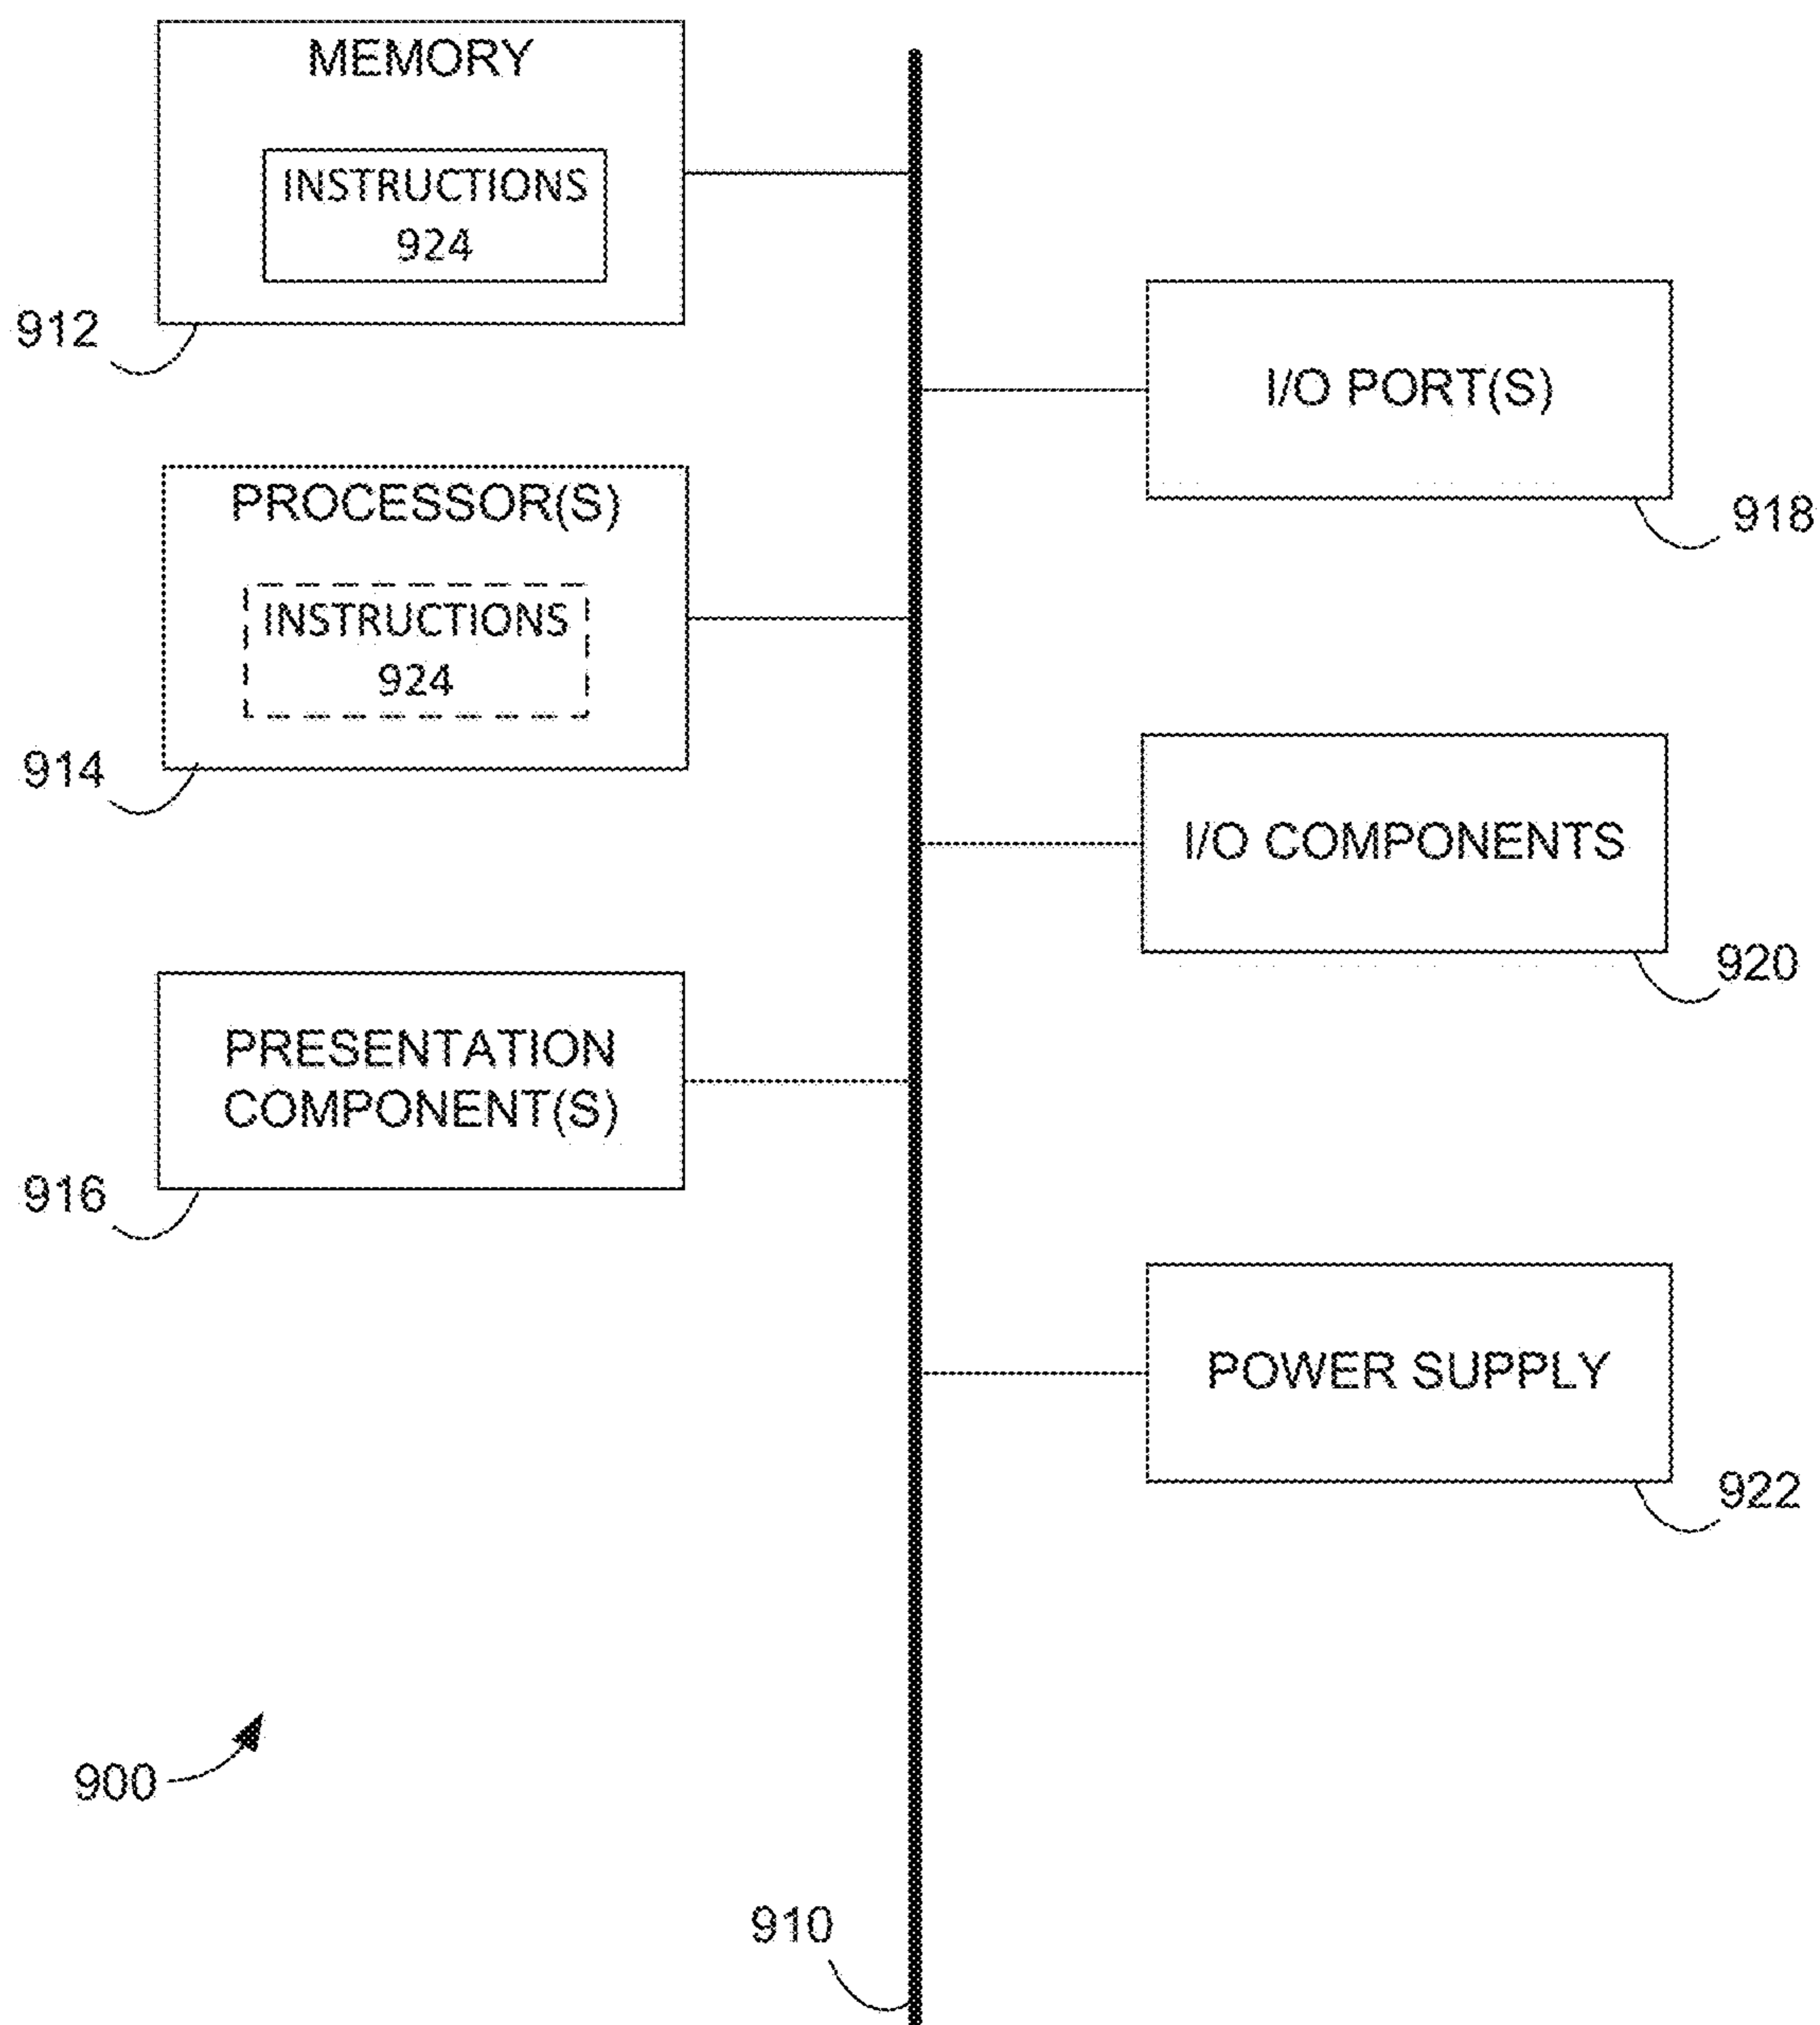 MEMORY
INSTRUCTIONS
924
912
I/O PORT(S)
918
PROCESSOR(S)
INSTRUCTIONS
924
914
I/O COMPONENTS
920
PRESENTATION
COMPONENT(S)
916
POWER SUPPLY
922
900
910